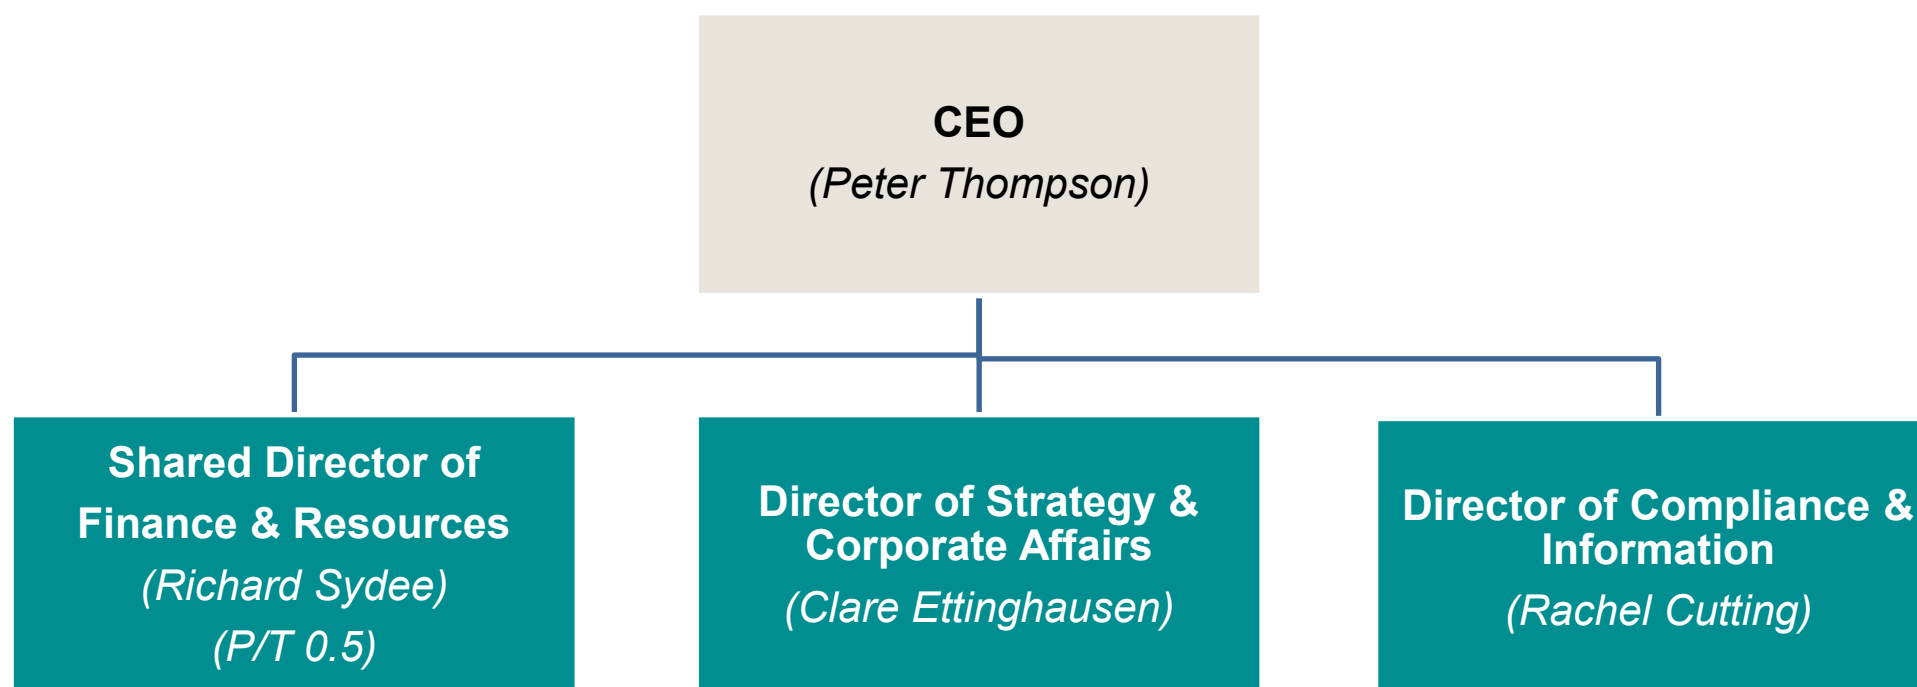 CEO
(Peter Thompson)
Shared Director of
Finance & Resources
(Richard Sydee)
(P/T 0.5)
Director of Strategy &
Corporate Affairs
(Clare Ettinghausen)
Director of Compliance &
Information
(Rachel Cutting)